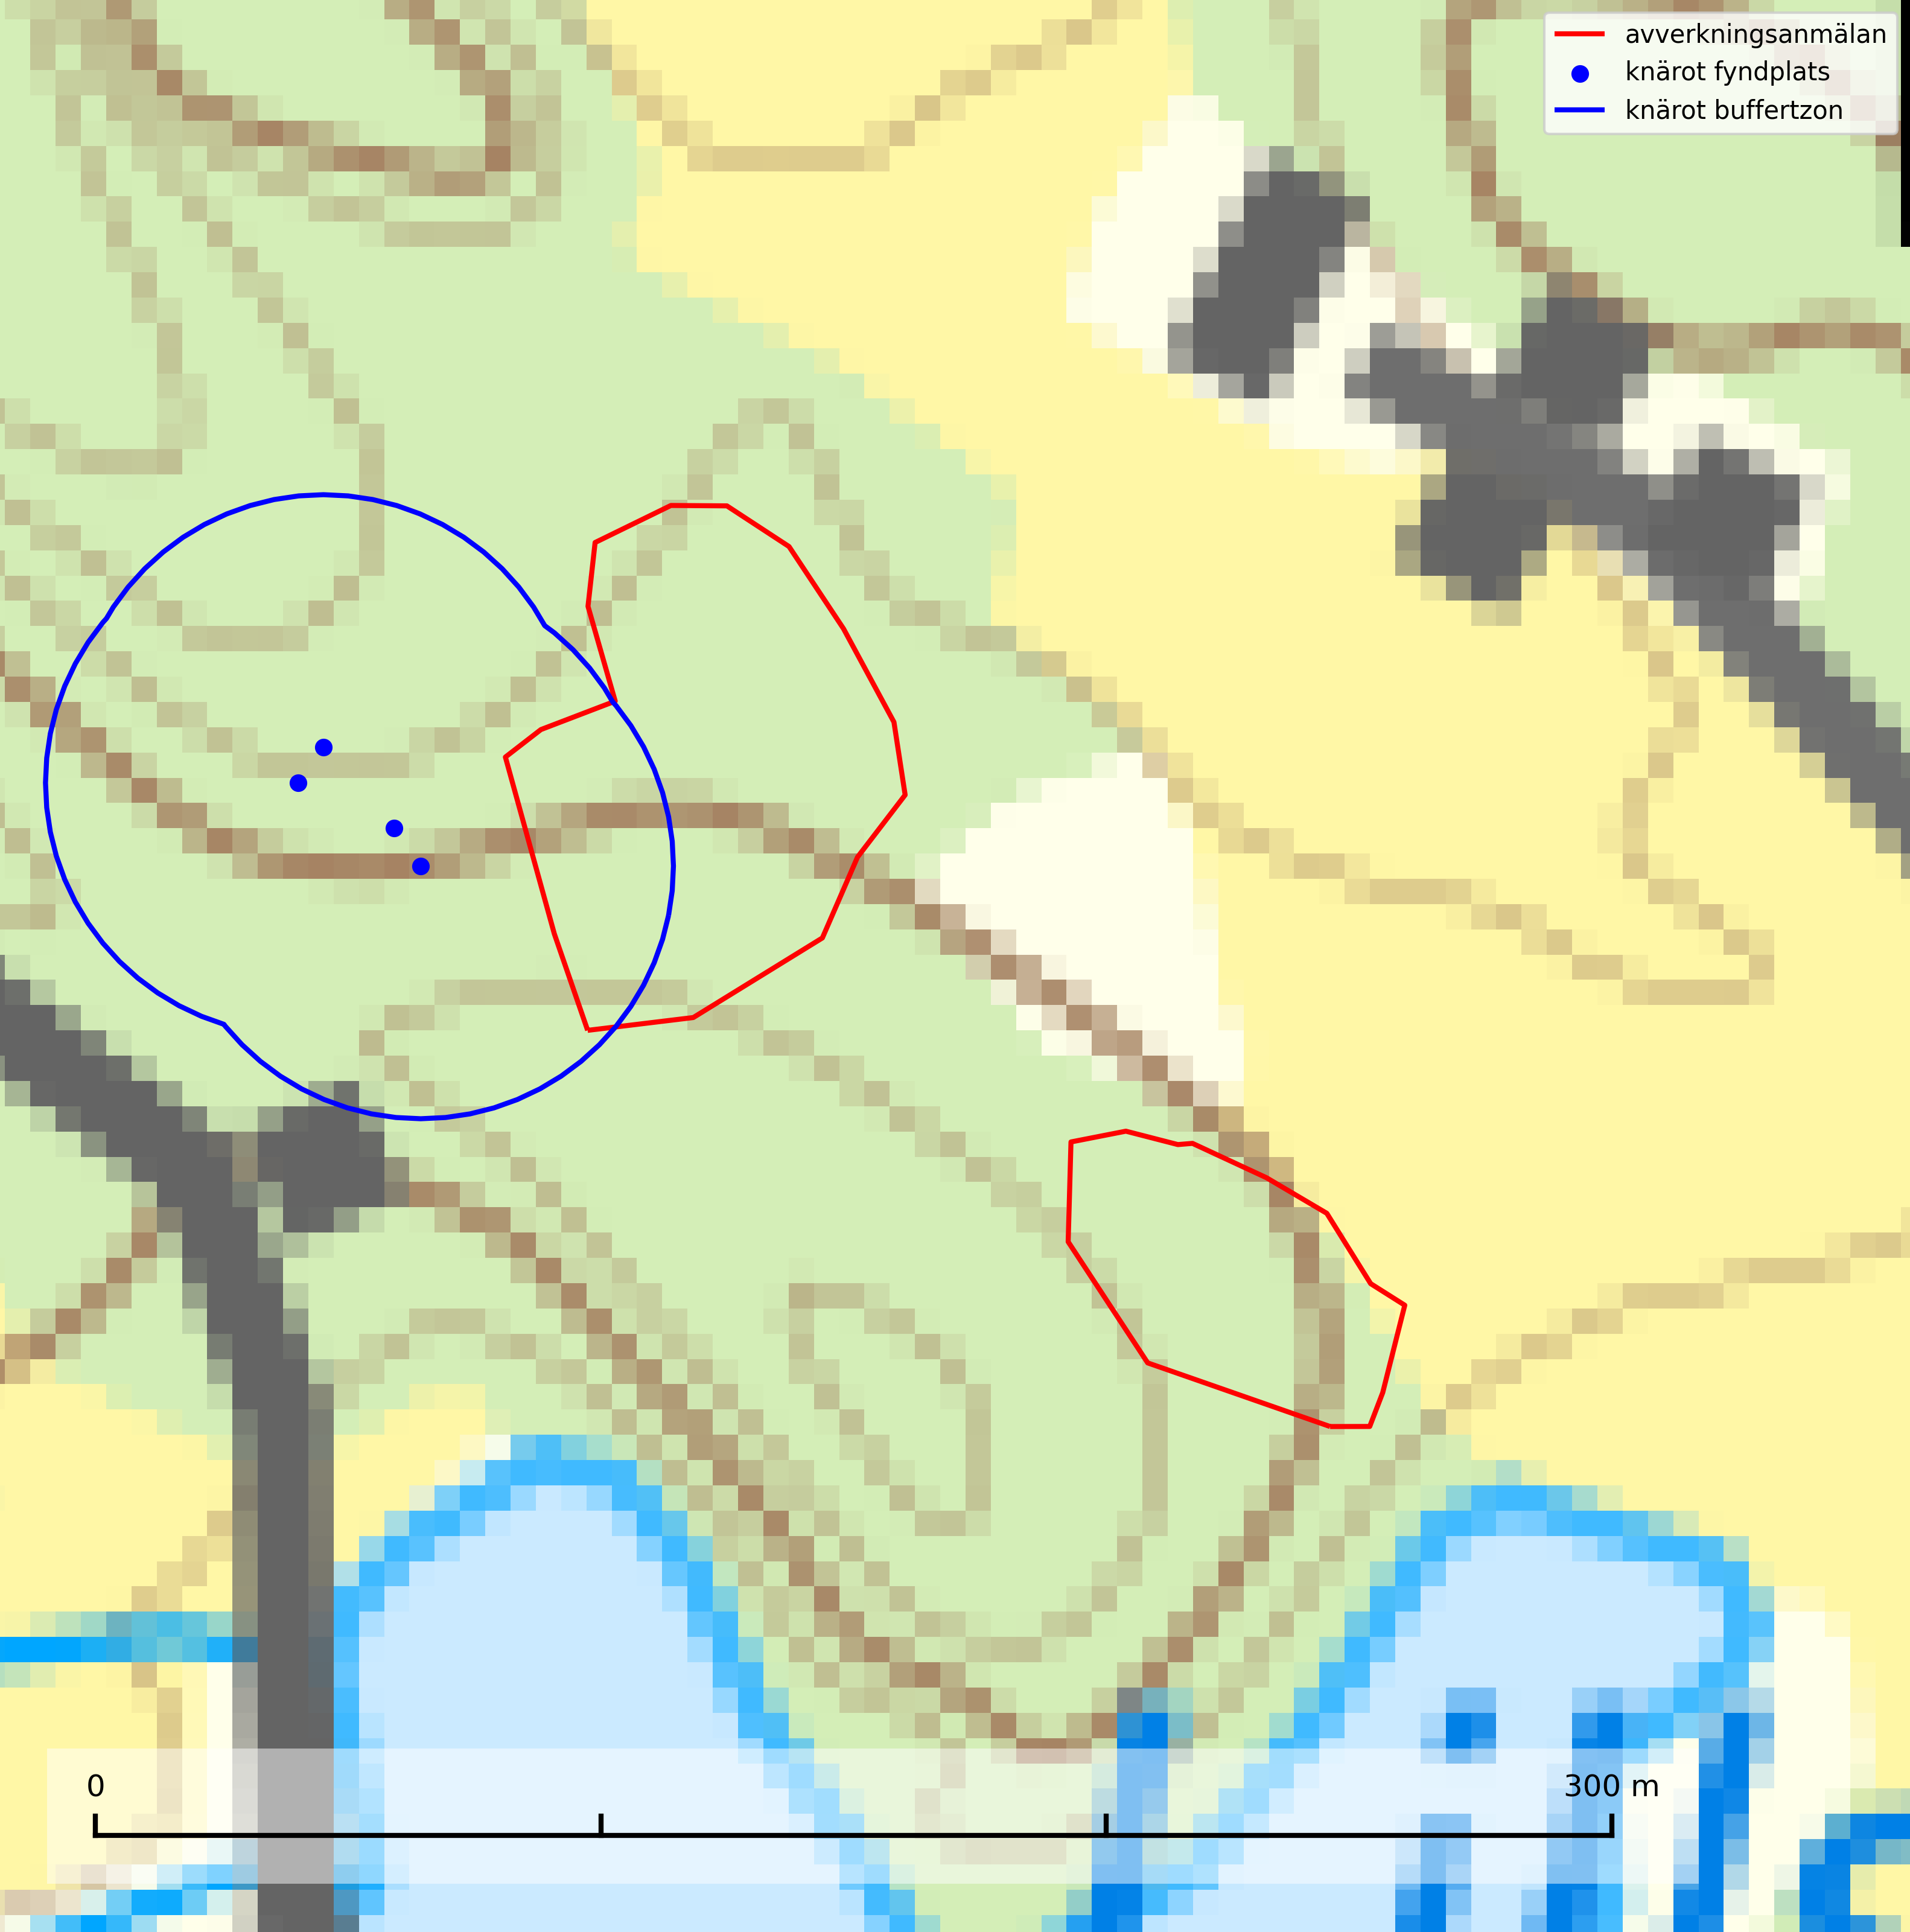 avverkningsanmälan
knärot fyndplats
knärot buffertzon
0 300 m